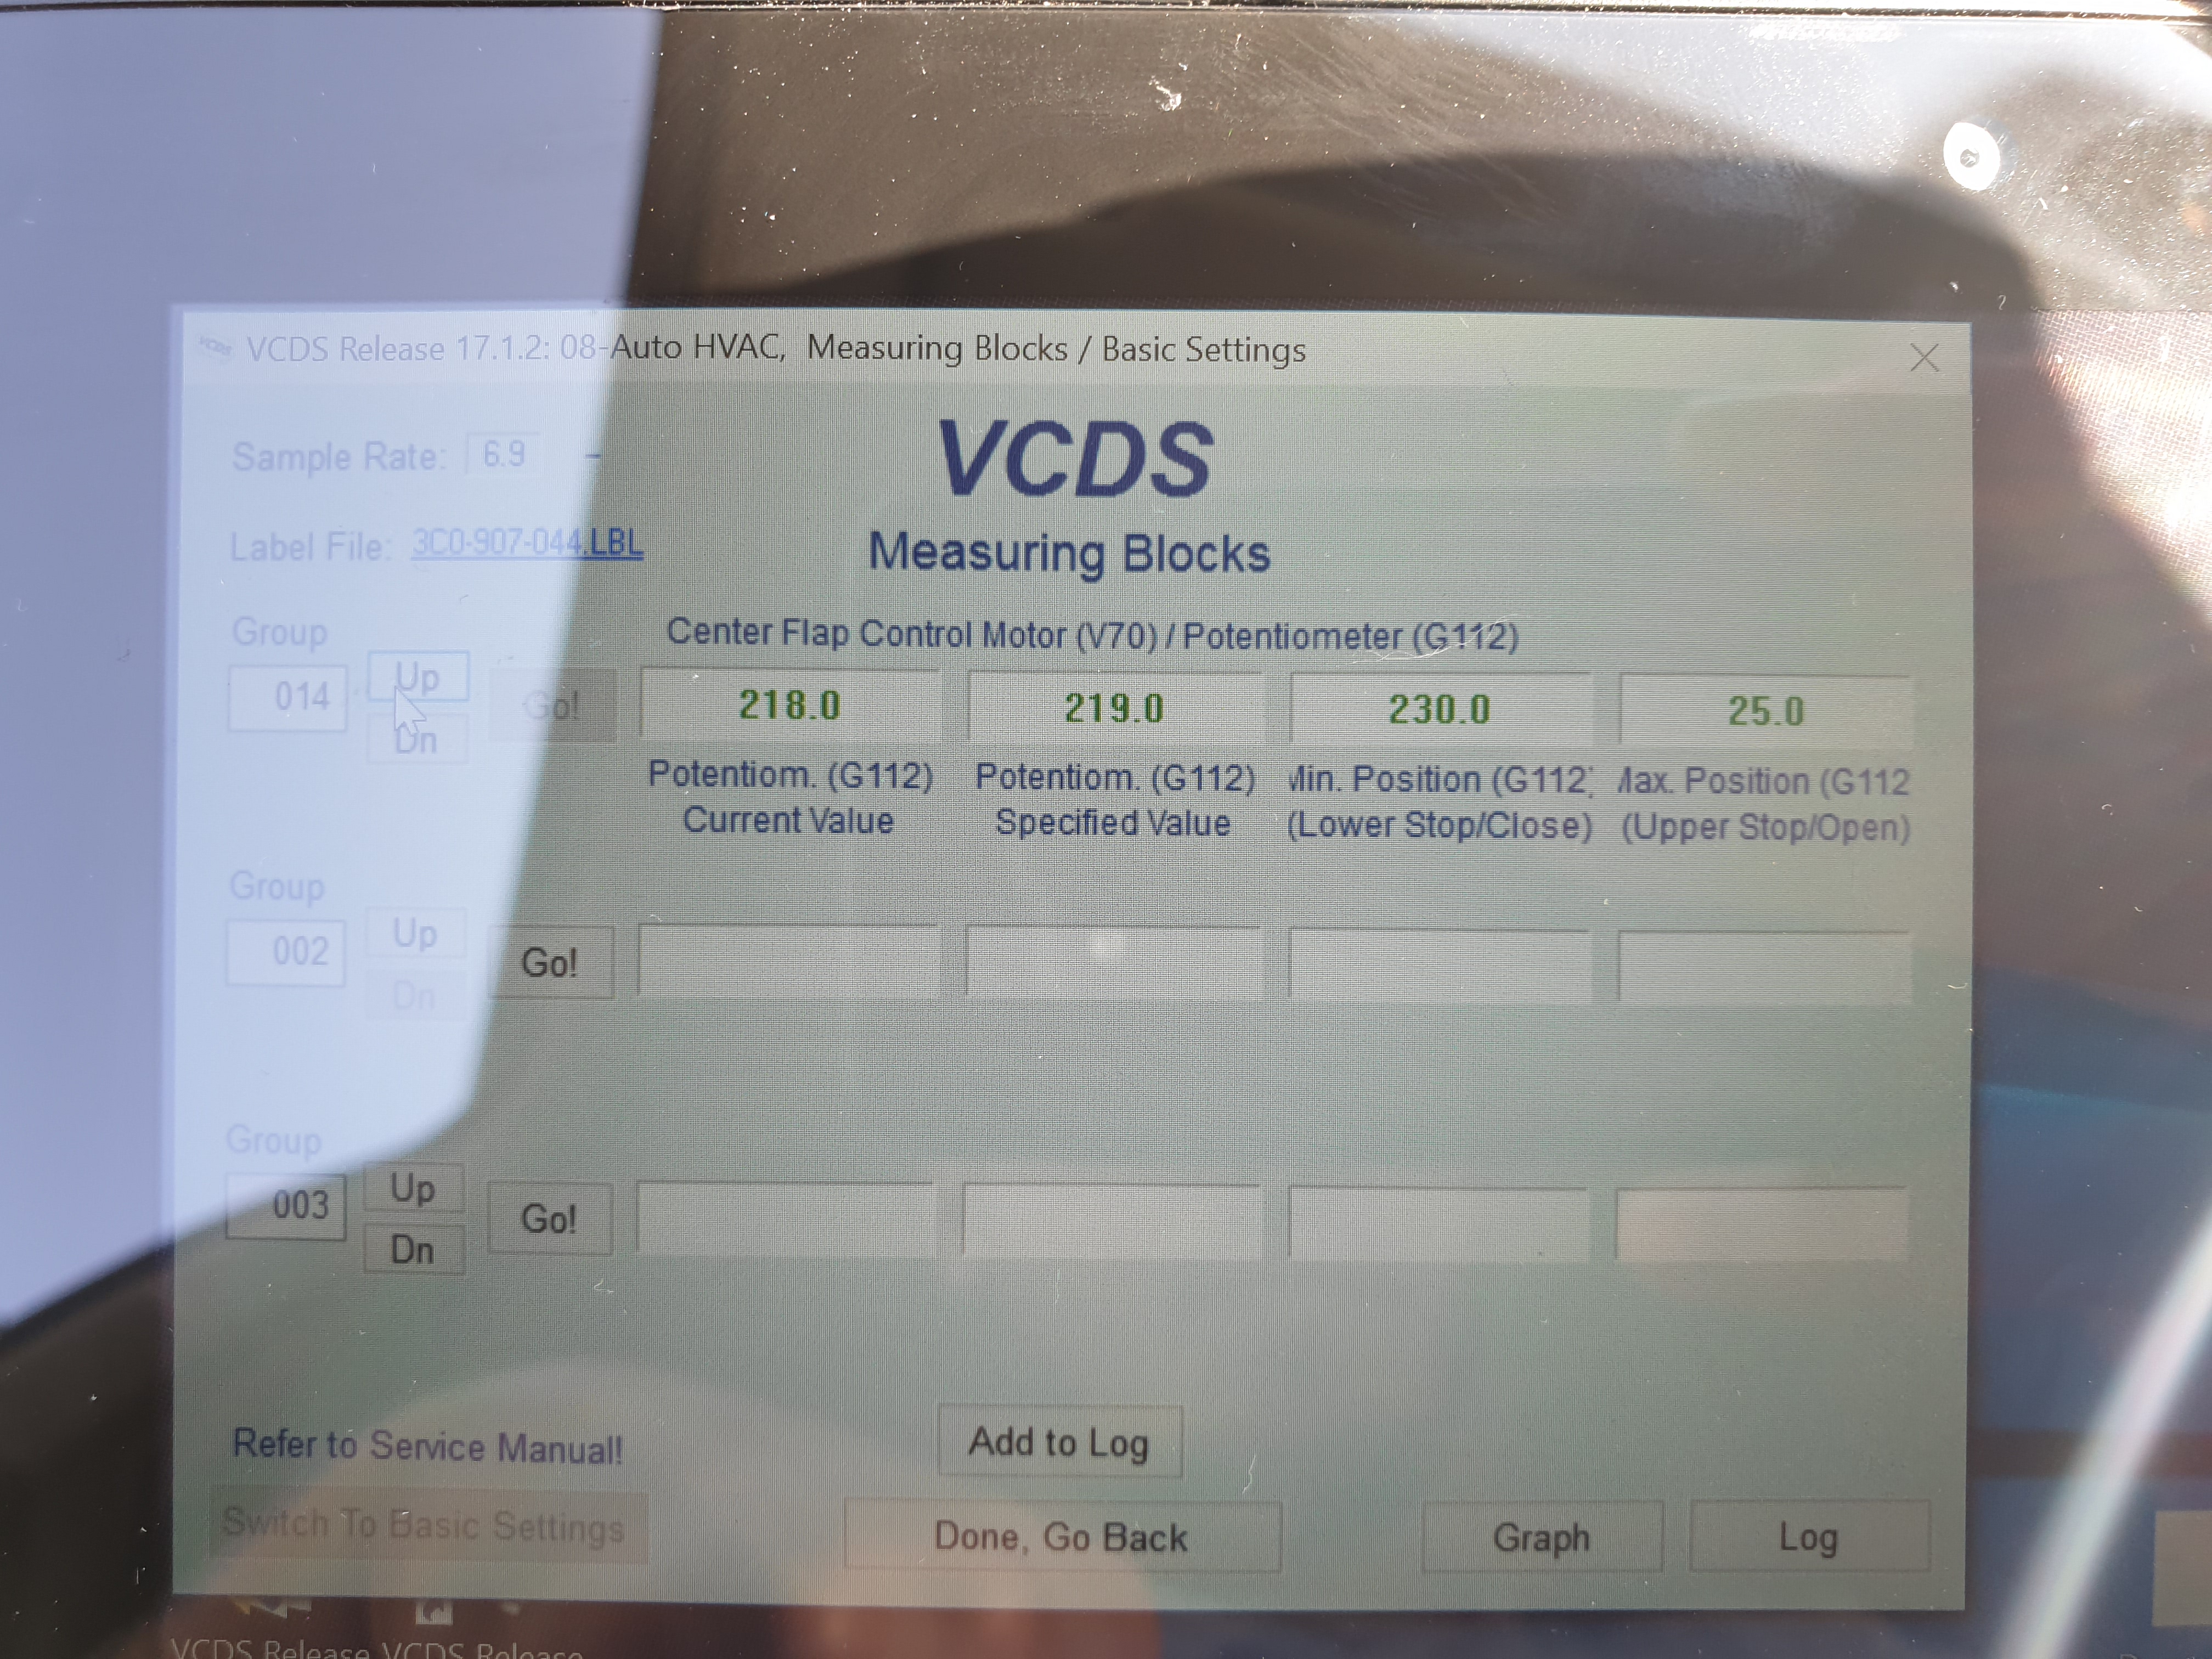 VCDS Release 17.1.2: 08-Auto HVAC, Measuring Blocks / Basic Settings
VCDS
Sample Rate: 6.9 -
Label File: 3C0-907-044.LBL
Measuring Blocks
Group
Center Flap Control Motor (V70) / Potentiometer (G112)
014 Up Dn Go! 218.0 219.0 230.0 25.0
Potentiom. (G112) Potentiom. (G112) Min. Position (G112) Max. Position (G112
Current Value Specified Value (Lower Stop/Close) (Upper Stop/Open)
Group
002 Up Dn Go!
Group
003 Up Dn Go!
Refer to Service Manual!
Add to Log
Switch To Basic Settings
Done, Go Back
Graph
Log
VCDS Release VCDS Release